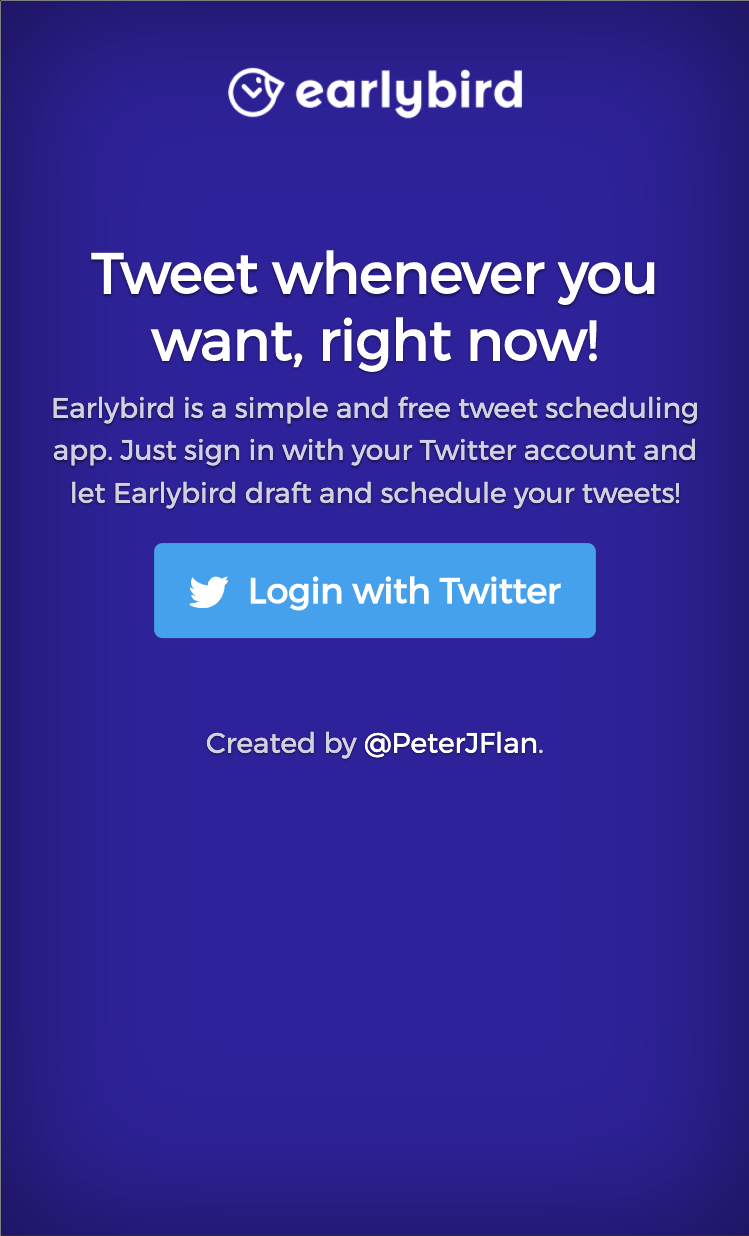 earlybird
Tweet whenever you
want, right now!
Earlybird is a simple and free tweet scheduling
app. Just sign in with your Twitter account and
let Earlybird draft and schedule your tweets!
Login with Twitter
Created by @PeterJFlan.